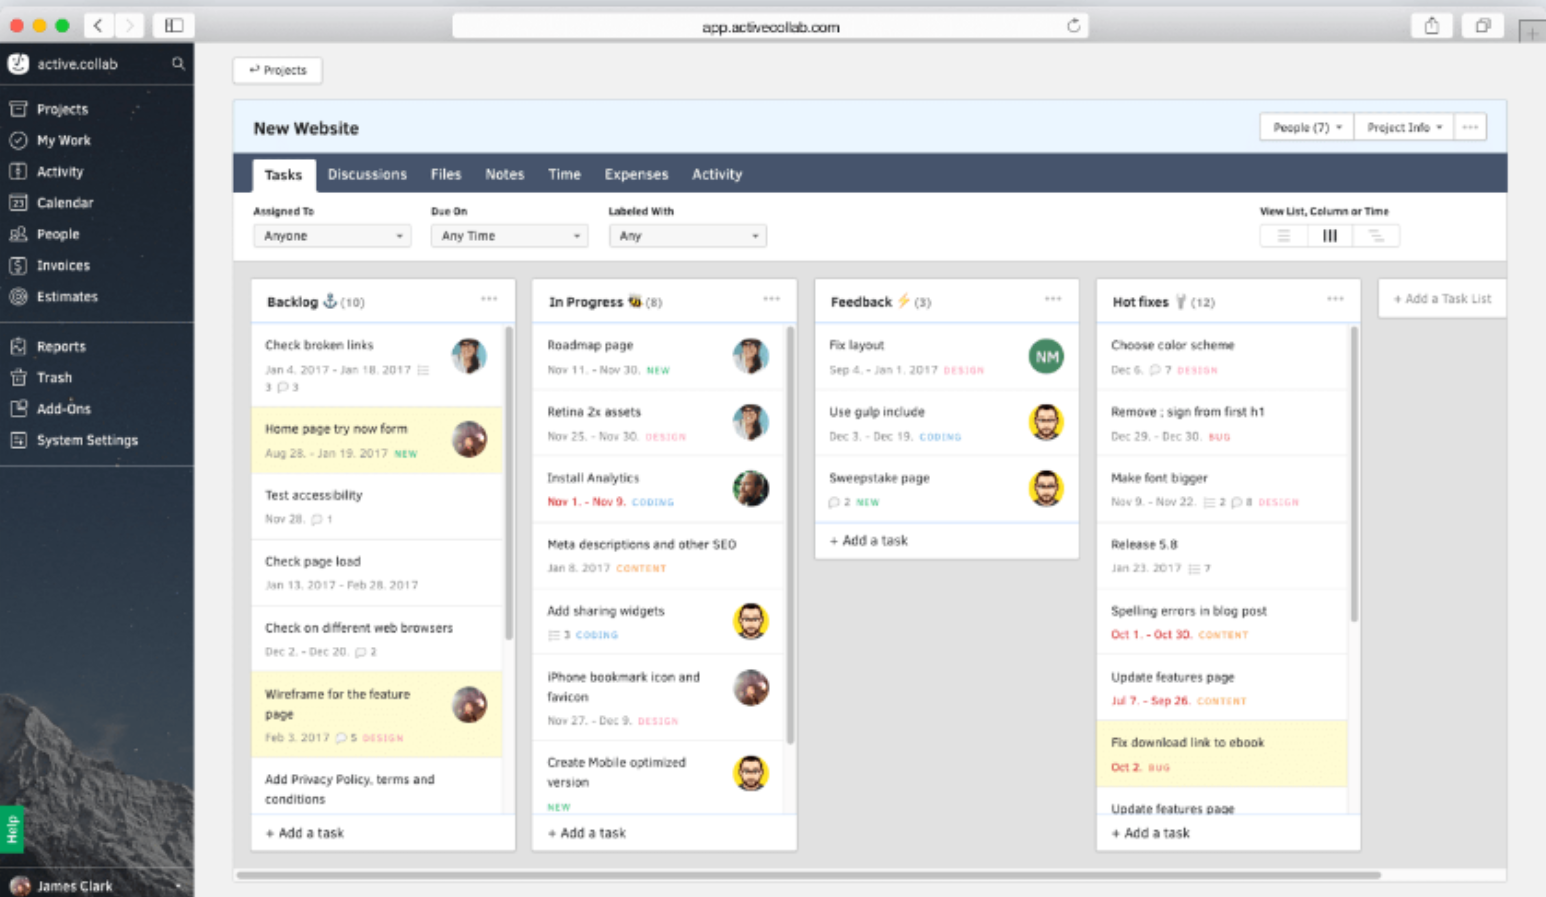 app.activecollab.com
active.collab
Projects
My Work
Activity
Calendar
People
Invoices
Estimates
Reports
Trash
Add-Ons
System Settings
Help
James Clark
Projects
New Website
People (7)
Project Info
Tasks Discussions Files Notes Time Expenses Activity
Assigned To
Due On
Labeled With
View List, Column or Time
Anyone
Any Time
Any
Backlog (10)
Check broken links
Jan 4. 2017 - Jan 18. 2017
3 3
Home page try now form
Aug 28. - Jan 19. 2017 NEW
Test accessibility
Nov 28. 1
Check page load
Jan 13. 2017 - Feb 28. 2017
Check on different web browsers
Dec 2. - Dec 20. 2
Wireframe for the feature
page
Feb 3. 2017 5 DESIGN
Add Privacy Policy, terms and
conditions
+ Add a task
In Progress (8)
Roadmap page
Nov 11. - Nov 30. NEW
Retina 2x assets
Nov 25. - Nov 30. DESIGN
Install Analytics
Nov 1. - Nov 9. CODING
Meta descriptions and other SEO
Jan 8. 2017 CONTENT
Add sharing widgets
3 CODING
iPhone bookmark icon and
favicon
Nov 27. - Dec 9. DESIGN
Create Mobile optimized
version
NEW
+ Add a task
Feedback (3)
Fix layout
Sep 4. - Jan 1. 2017 DESIGN
NM
Use gulp include
Dec 3. - Dec 19. CODING
Sweepstake page
2 NEW
+ Add a task
Hot fixes (12)
Choose color scheme
Dec 6. 7 DESIGN
Remove ; sign from first h1
Dec 29. - Dec 30. BUG
Make font bigger
Nov 9. - Nov 22. 2 8 DESIGN
Release 5.8
Jan 23. 2017 7
Spelling errors in blog post
Oct 1. - Oct 30. CONTENT
Update features page
Jul 7. - Sep 26. CONTENT
Fix download link to ebook
Oct 2. BUG
Update features page
+ Add a task
+ Add a Task List